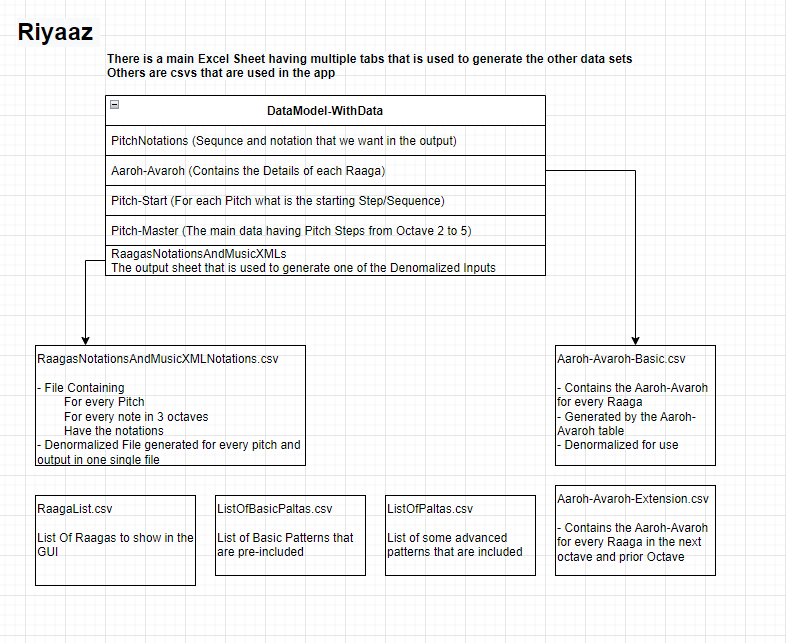 Riyaaz
There is a main Excel Sheet having multiple tabs that is used to generate the other data sets
Others are csvs that are used in the app
DataModel-WithData
PitchNotations (Sequnce and notation that we want in the output)
Aaroh-Avaroh (Contains the Details of each Raaga)
Pitch-Start (For each Pitch what is the starting Step/Sequence)
Pitch-Master (The main data having Pitch Steps from Octave 2 to 5)
RaagasNotationsAndMusicXMLs
The output sheet that is used to generate one of the Denomalized Inputs
RaagasNotationsAndMusicXMLNotations.csv
- File Containing
For every Pitch
For every note in 3 octaves
Have the notations
- Denormalized File generated for every pitch and
output in one single file
Aaroh-Avaroh-Basic.csv
- Contains the Aaroh-Avaroh
for every Raaga
- Generated by the Aaroh-
Avaroh table
- Denormalized for use
RaagaList.csv
List Of Raagas to show in the
GUI
ListOfBasicPaltas.csv
List of Basic Patterns that
are pre-included
ListOfPaltas.csv
List of some advanced
patterns that are included
Aaroh-Avaroh-Extension.csv
- Contains the Aaroh-Avaroh
for every Raaga in the next
octave and prior Octave